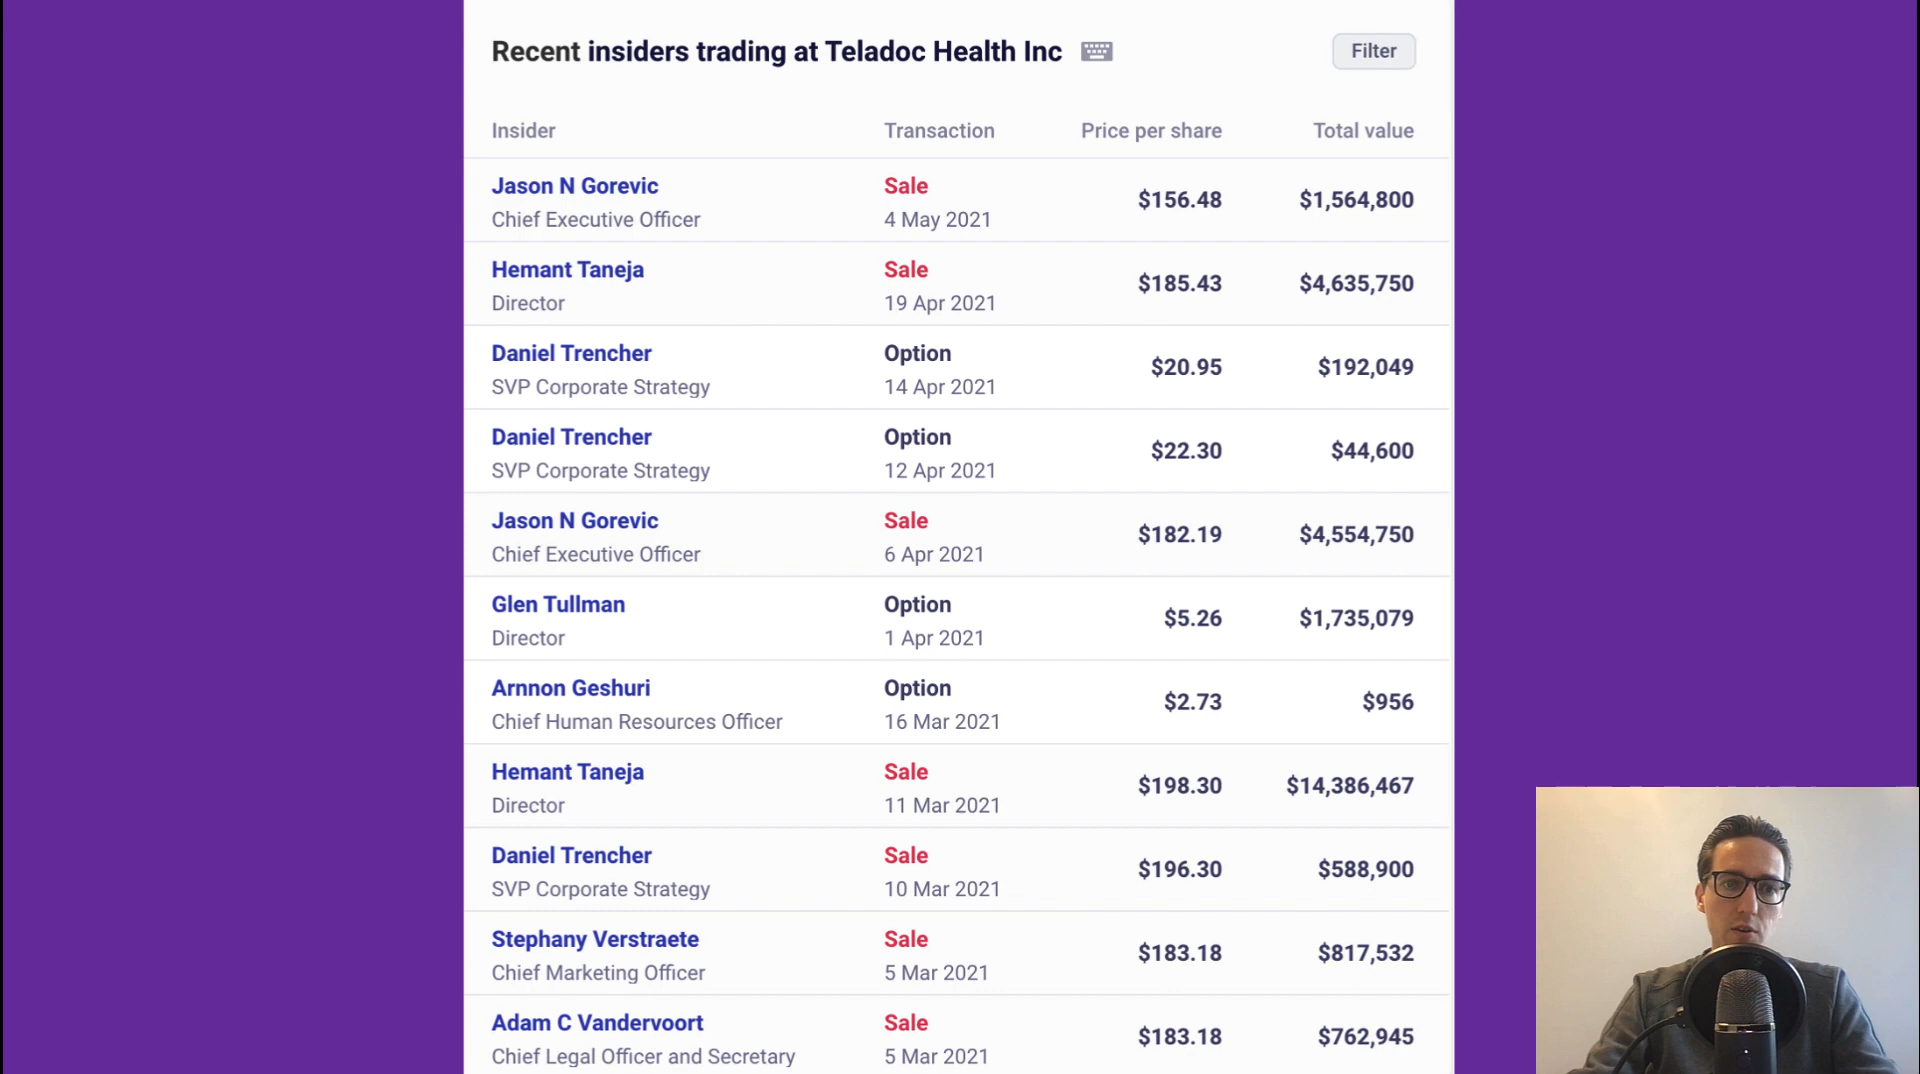 Recent insiders trading at Teladoc Health Inc
Filter
Insider Transaction Price per share Total value
Jason N Gorevic Sale $156.48 $1,564,800
Chief Executive Officer 4 May 2021
Hemant Taneja Sale $185.43 $4,635,750
Director 19 Apr 2021
Daniel Trencher Option $20.95 $192,049
SVP Corporate Strategy 14 Apr 2021
Daniel Trencher Option $22.30 $44,600
SVP Corporate Strategy 12 Apr 2021
Jason N Gorevic Sale $182.19 $4,554,750
Chief Executive Officer 6 Apr 2021
Glen Tullman Option $5.26 $1,735,079
Director 1 Apr 2021
Arnnon Geshuri Option $2.73 $956
Chief Human Resources Officer 16 Mar 2021
Hemant Taneja Sale $198.30 $14,386,467
Director 11 Mar 2021
Daniel Trencher Sale $196.30 $588,900
SVP Corporate Strategy 10 Mar 2021
Stephany Verstraete Sale $183.18 $817,532
Chief Marketing Officer 5 Mar 2021
Adam C Vandervoort Sale $183.18 $762,945
Chief Legal Officer and Secretary 5 Mar 2021